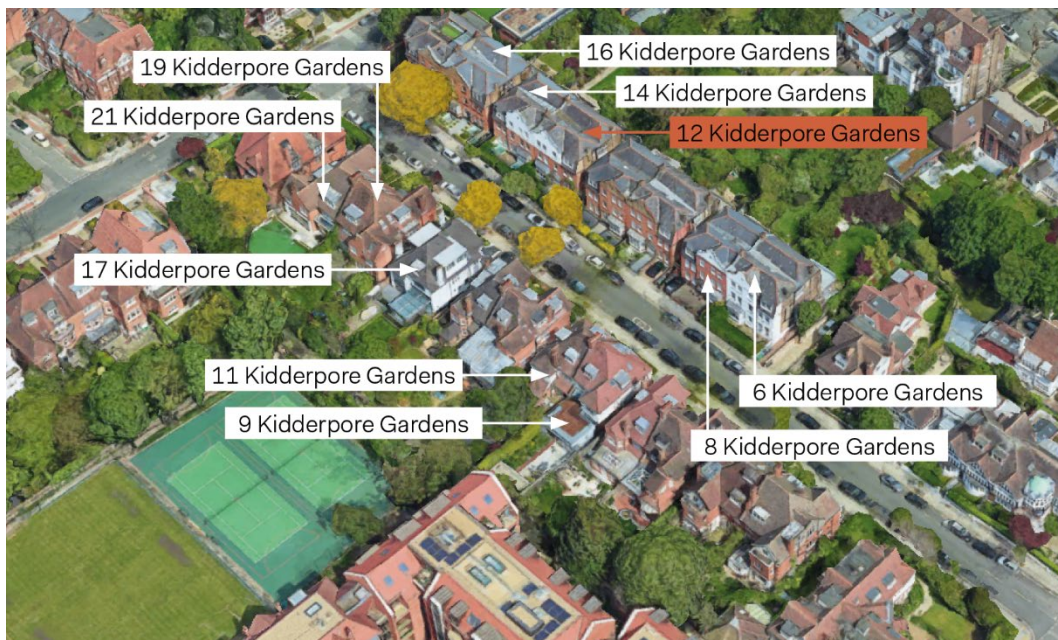 16 Kidderpore Gardens
19 Kidderpore Gardens
14 Kidderpore Gardens
21 Kidderpore Gardens
12 Kidderpore Gardens
17 Kidderpore Gardens
11 Kidderpore Gardens
6 Kidderpore Gardens
9 Kidderpore Gardens
8 Kidderpore Gardens